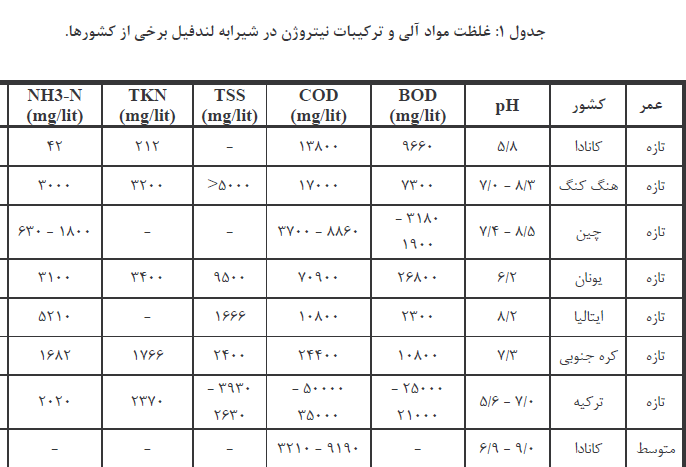 جدول ۱: غلظت مواد آلی و ترکیبات نیتروژن در شیرابه لندفیل برخی از کشورها.
عمر کشور pH BOD (mg/lit) COD (mg/lit) TSS (mg/lit) TKN (mg/lit) NH3-N (mg/lit)
تازه کانادا ۵/۸ ۹۶۶۰ ۱۳۸۰۰ - ۲۱۲ ۴۲
تازه هنگ کنگ ۷/۰ - ۸/۳ ۷۳۰۰ ۱۷۰۰۰ >۵۰۰۰ ۳۲۰۰ ۳۰۰۰
تازه چین ۷/۴ - ۸/۵ ۳۱۸۰ - ۱۹۰۰ ۳۷۰۰ - ۸۸۶۰ - - ۶۳۰ - ۱۸۰۰
تازه یونان ۶/۲ ۲۶۸۰۰ ۷۰۹۰۰ ۹۵۰۰ ۳۴۰۰ ۳۱۰۰
تازه ایتالیا ۸/۲ ۲۳۰۰ ۱۰۸۰۰ ۱۶۶۶ - ۵۲۱۰
تازه کره جنوبی ۷/۳ ۱۰۸۰۰ ۲۴۴۰۰ ۲۴۰۰ ۱۷۶۶ ۱۶۸۲
تازه ترکیه ۵/۶ - ۷/۰ ۲۵۰۰۰ - ۲۱۰۰۰ ۵۰۰۰۰ - ۳۵۰۰۰ ۳۹۳۰ - ۲۶۳۰ ۲۳۷۰ ۲۰۲۰
متوسط کانادا ۶/۹ - ۹/۰ - ۳۲۱۰ - ۹۱۹۰ - - -